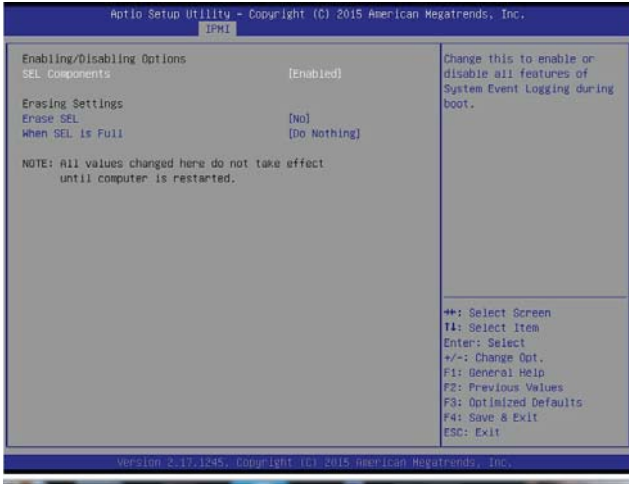 Aptio Setup Utility - Copyright (C) 2015 American Megatrends, Inc.
IPMI
Enabling/Disabling Options
SEL Components [Enabled]
Erasing Settings
Erase SEL [No]
When SEL is Full [Do Nothing]
NOTE: All values changed here do not take effect
until computer is restarted.
Change this to enable or
disable all features of
System Event Logging during
boot.
→←: Select Screen
↑↓: Select Item
Enter: Select
+/-: Change Opt.
F1: General Help
F2: Previous Values
F3: Optimized Defaults
F4: Save & Exit
ESC: Exit
Version 2.17.1245. Copyright (C) 2015 American Megatrends, Inc.